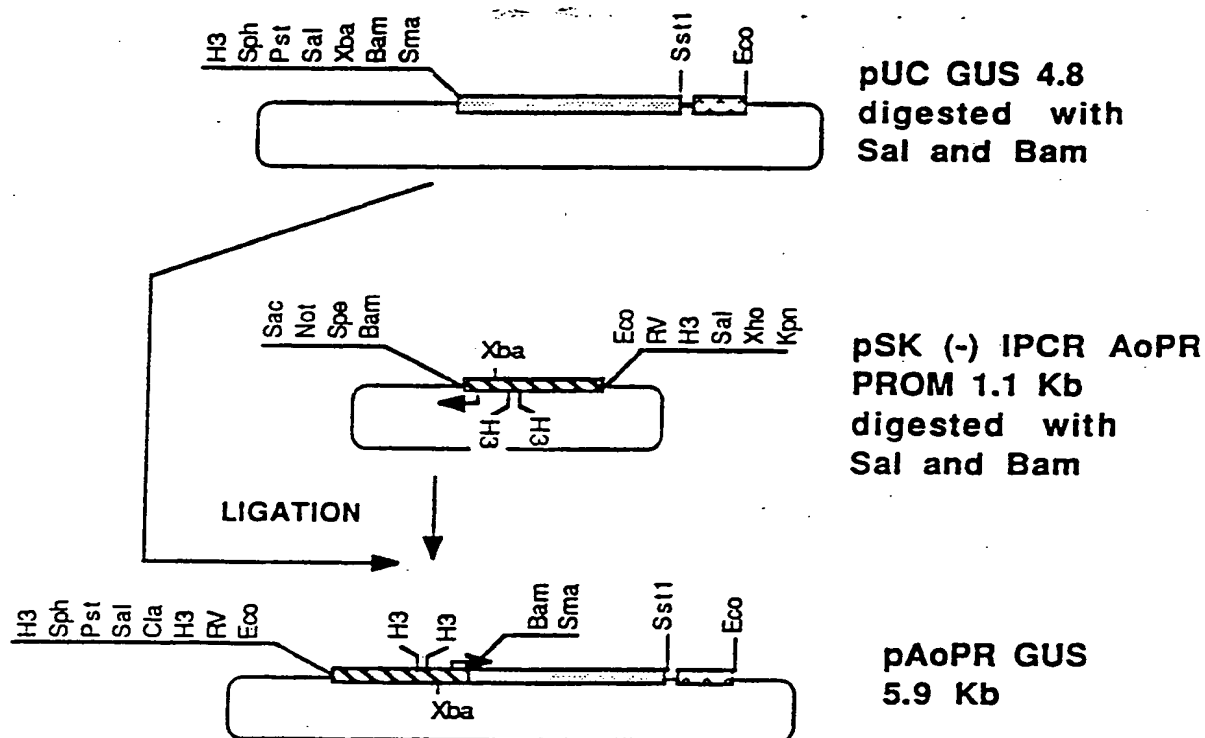 H3
Sph
Pst
Sal
Xba
Bam
Sma
Sst1
Eco
pUC GUS 4.8
digested with
Sal and Bam
Sac
Not
Spe
Bam
Xba
H3
H3
Eco
RV
H3
Sal
Xho
Kpn
pSK (-) IPCR AoPR
PROM 1.1 Kb
digested with
Sal and Bam
LIGATION
H3
Sph
Pst
Sal
Cla
H3
RV
Eco
H3
H3
Xba
Bam
Sma
Sst1
Eco
pAoPR GUS
5.9 Kb